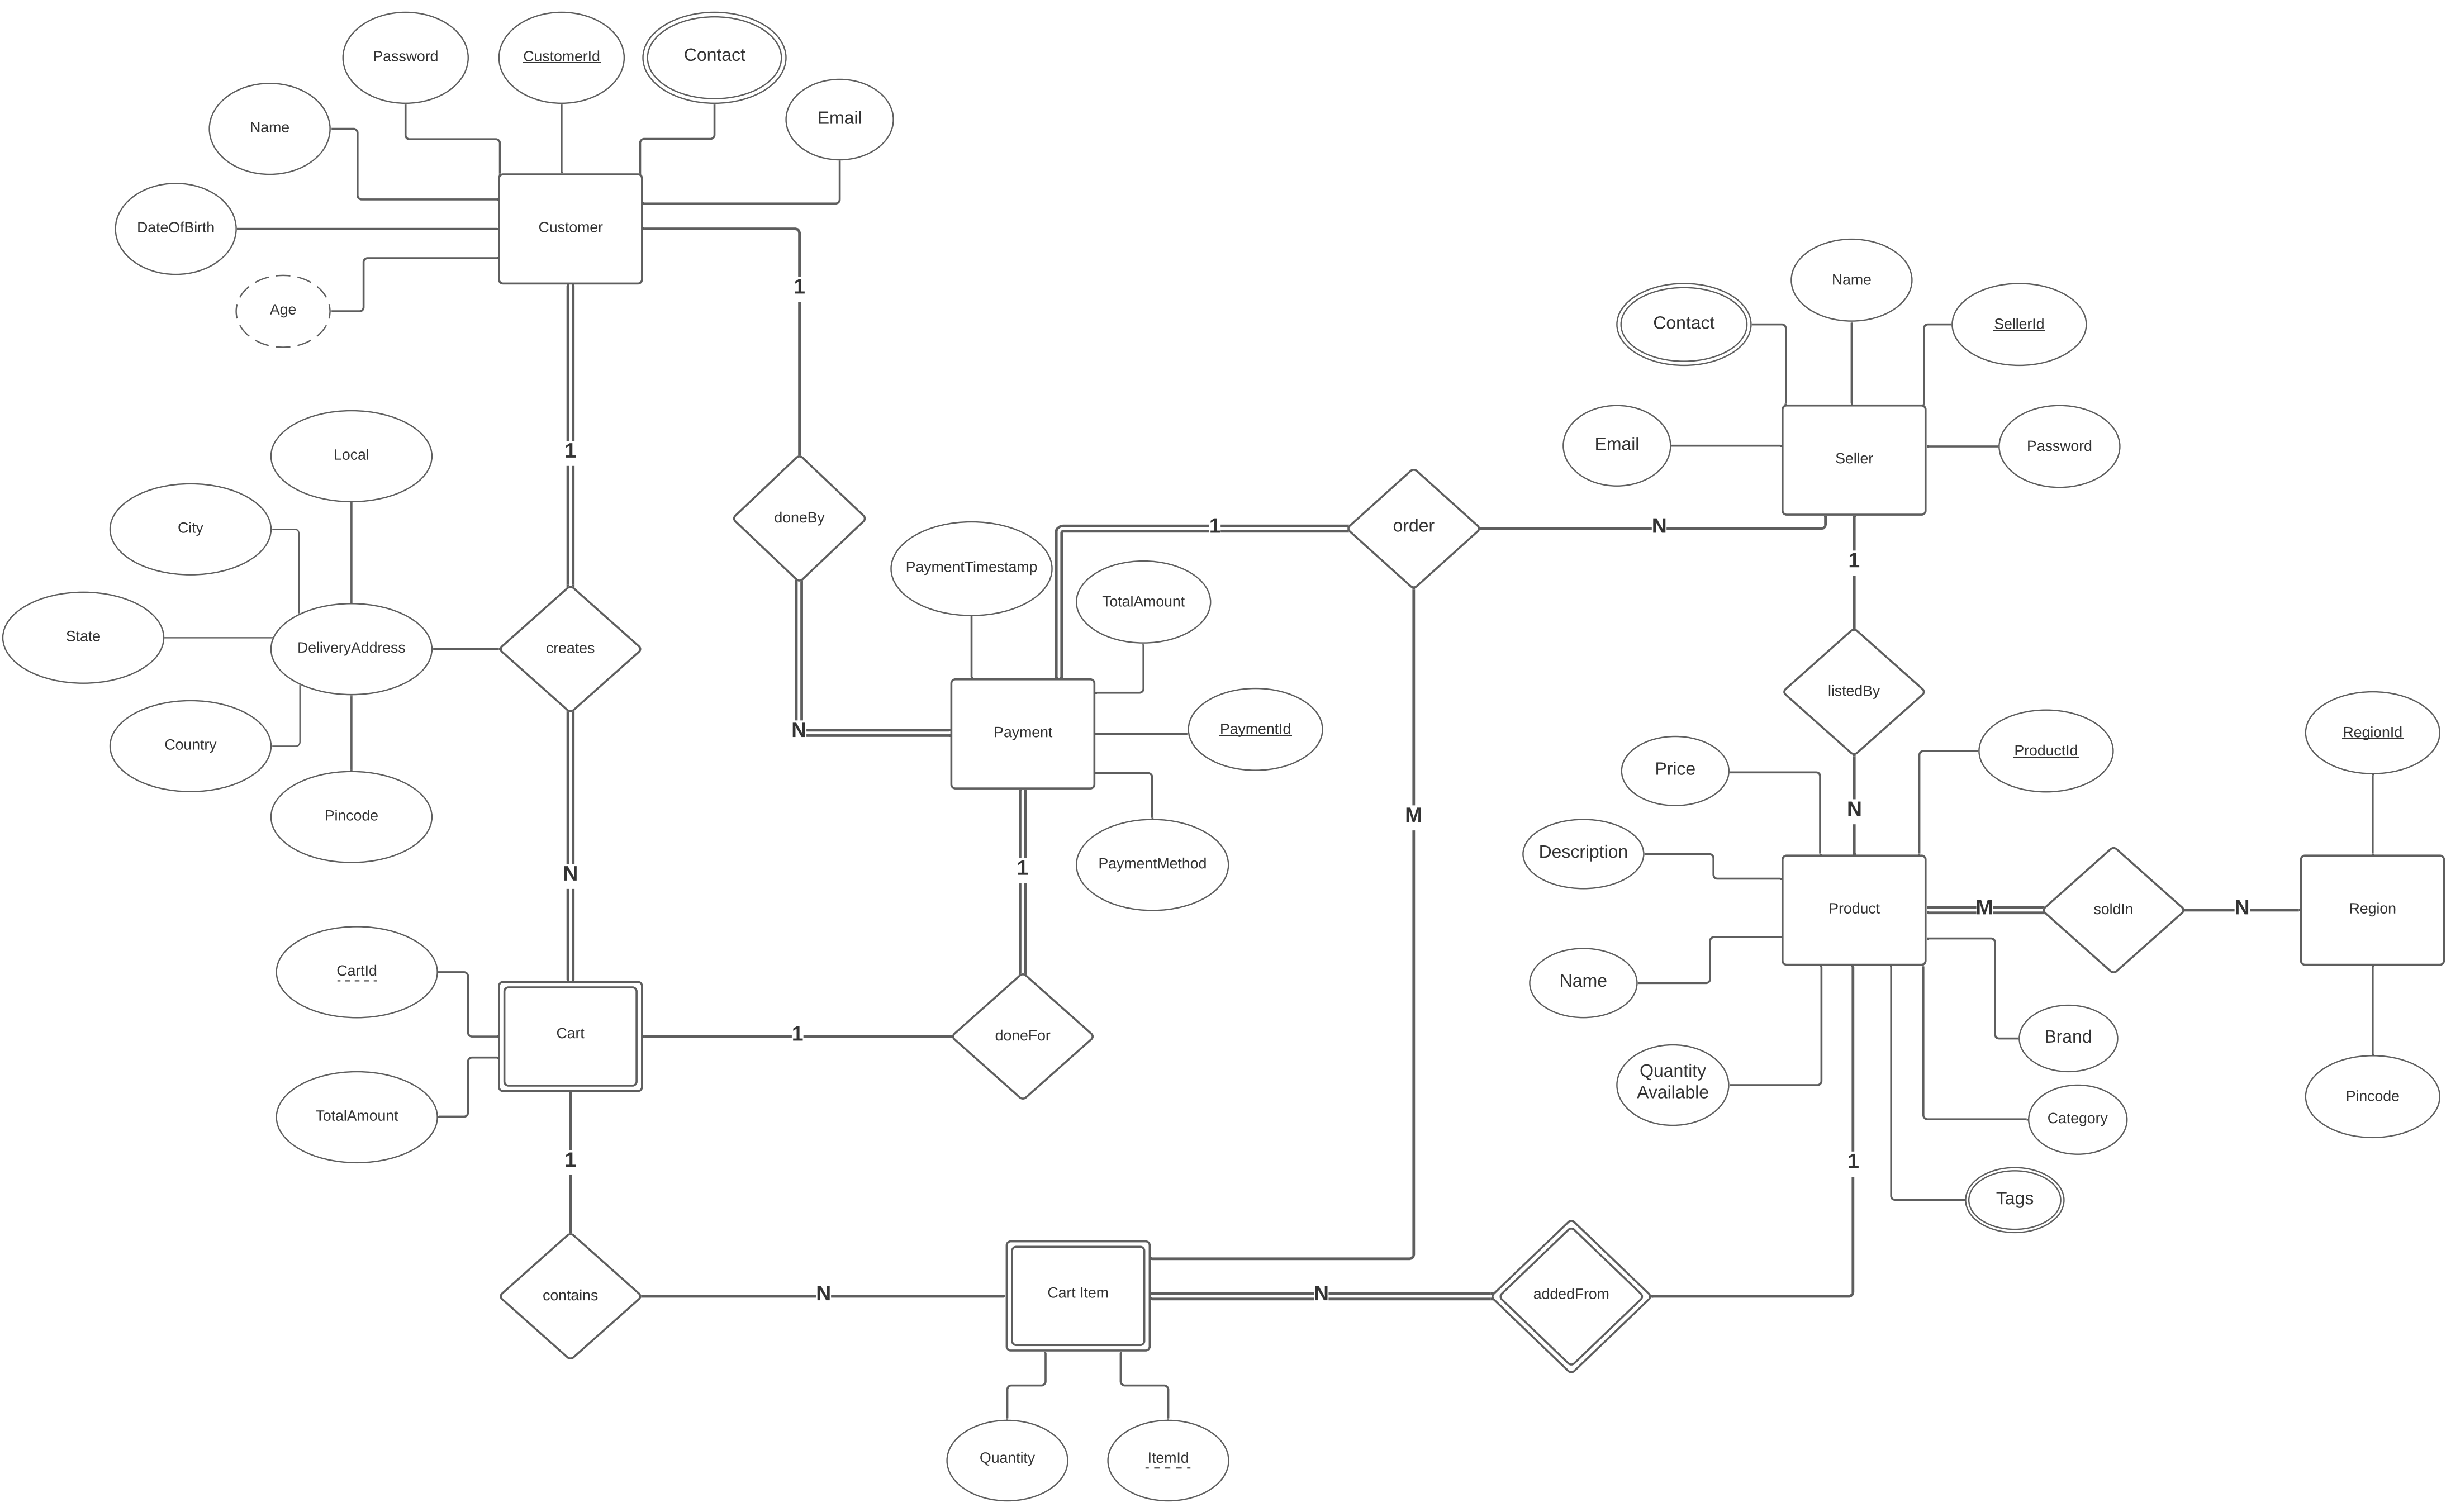 Password
CustomerId
Contact
Email
Name
DateOfBirth
Customer
Age
1
1
Name
Contact
SellerId
Email
Password
Seller
Local
City
State
DeliveryAddress
Country
Pincode
creates
doneBy
1
order
N
1
PaymentTimestamp
TotalAmount
PaymentId
Payment
PaymentMethod
N
listedBy
Price
ProductId
RegionId
N
M
Description
Product
M
soldIn
N
Region
Name
Brand
Quantity
Available
Category
Pincode
Tags
N
1
CartId
Cart
TotalAmount
1
doneFor
1
1
contains
N
Cart Item
N
addedFrom
Quantity
ItemId